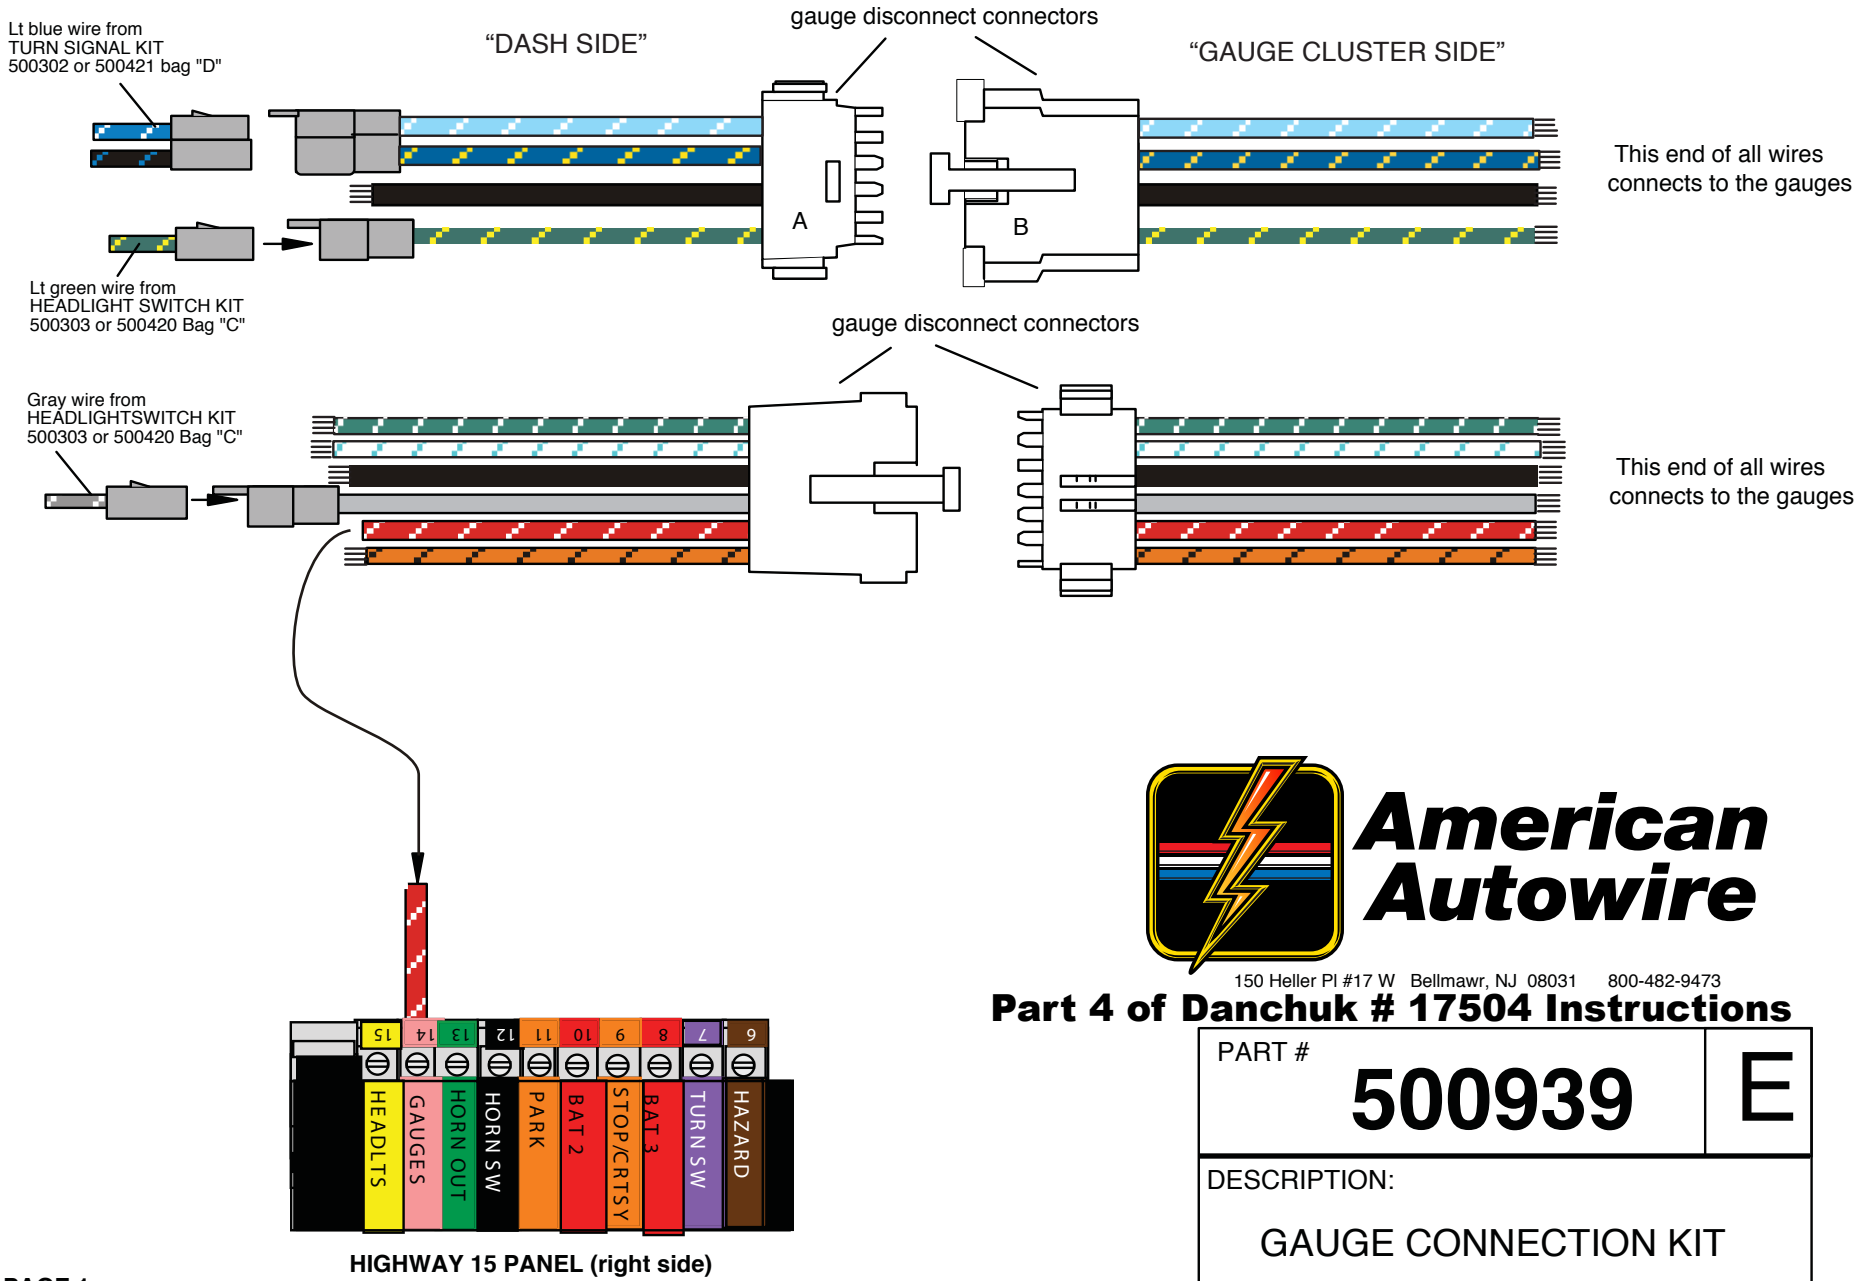 gauge disconnect connectors
Lt blue wire from
TURN SIGNAL KIT
500302 or 500421 bag "D"
“DASH SIDE”
“GAUGE CLUSTER SIDE”
This end of all wires
connects to the gauges
A
B
Lt green wire from
HEADLIGHT SWITCH KIT
500303 or 500420 Bag "C"
gauge disconnect connectors
Gray wire from
HEADLIGHTSWITCH KIT
500303 or 500420 Bag "C"
This end of all wires
connects to the gauges
American
Autowire
150 Heller Pl #17 W Bellmawr, NJ 08031 800-482-9473
Part 4 of Danchuk # 17504 Instructions
PART #
500939
E
DESCRIPTION:
GAUGE CONNECTION KIT
15 14 13 12 11 10 9 8 7 6
HEADLTS
GAUGES
HORN OUT
HORN SW
PARK
BAT 2
STOP/CRTSY
BAT 3
TURN SW
HAZARD
HIGHWAY 15 PANEL (right side)